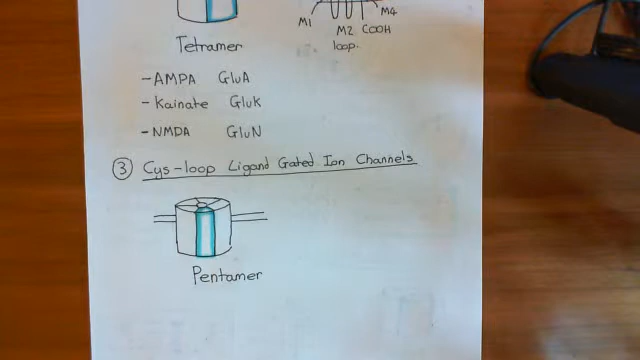 M1
M4
M2 COOH
loop.
Tetramer
- AMPA GluA
- Kainate GluK
- NMDA GluN
③ Cys-loop Ligand Gated Ion Channels
Pentamer